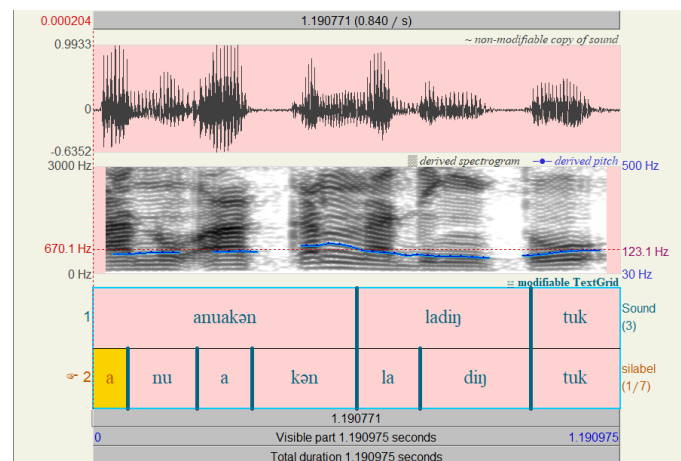 0.000204 1.190771 (0.840 / s)
0.9933 ~ non-modifiable copy of sound
0
-0.6352
3000 Hz derived spectrogram derived pitch 500 Hz
670.1 Hz 123.1 Hz
0 Hz 30 Hz
modifiable TextGrid
1 anuakən ladiŋ tuk Sound (3)
2 a nu a kən la diŋ tuk silabel (1/7)
1.190771
0 Visible part 1.190975 seconds 1.190975
Total duration 1.190975 seconds